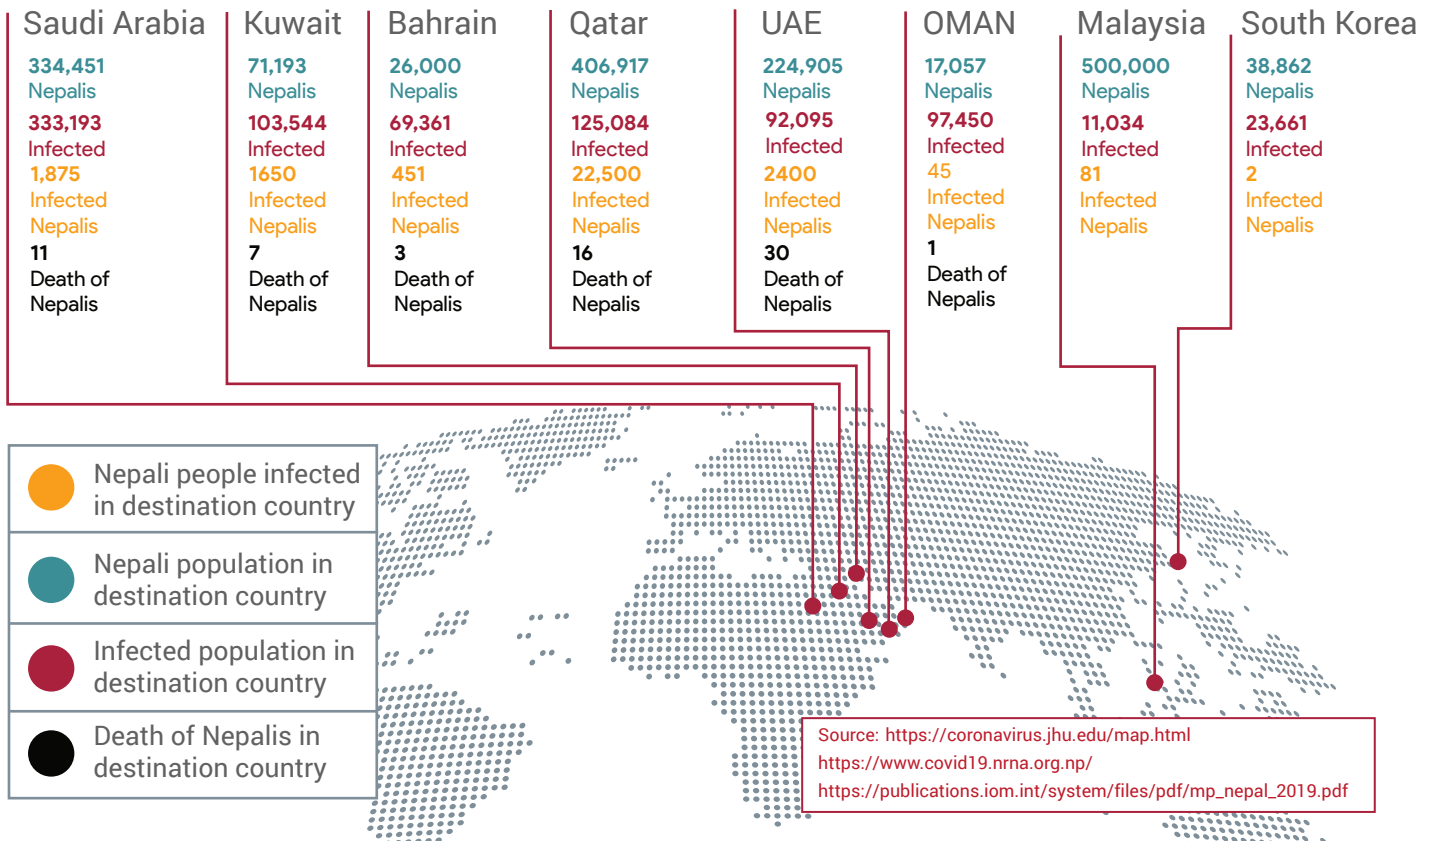 Saudi Arabia
334,451
Nepalis
333,193
Infected
1,875
Infected
Nepalis
11
Death of
Nepalis
Kuwait
71,193
Nepalis
103,544
Infected
1650
Infected
Nepalis
7
Death of
Nepalis
Bahrain
26,000
Nepalis
69,361
Infected
451
Infected
Nepalis
3
Death of
Nepalis
Qatar
406,917
Nepalis
125,084
Infected
22,500
Infected
Nepalis
16
Death of
Nepalis
UAE
224,905
Nepalis
92,095
Infected
2400
Infected
Nepalis
30
Death of
Nepalis
OMAN
17,057
Nepalis
97,450
Infected
45
Infected
Nepalis
1
Death of
Nepalis
Malaysia
500,000
Nepalis
11,034
Infected
81
Infected
Nepalis
South Korea
38,862
Nepalis
23,661
Infected
2
Infected
Nepalis
Nepali people infected
in destination country
Nepali population in
destination country
Infected population in
destination country
Death of Nepalis in
destination country
Source: https://coronavirus.jhu.edu/map.html
https://www.covid19.nrna.org.np/
https://publications.iom.int/system/files/pdf/mp_nepal_2019.pdf